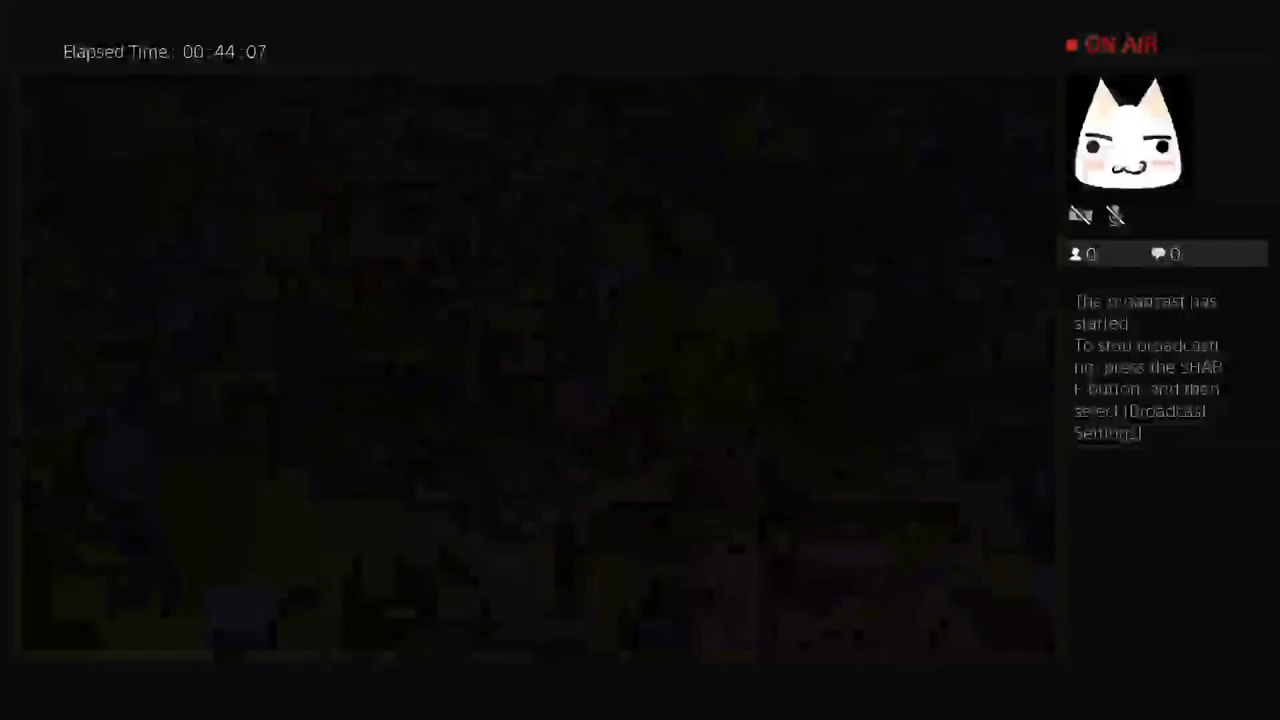 Elapsed Time: 00:44:07
ON AIR
0 0
The broadcast has
started.
To stop broadcasti
ng, press the SHAR
E button, and then
select [Broadcast
Settings]